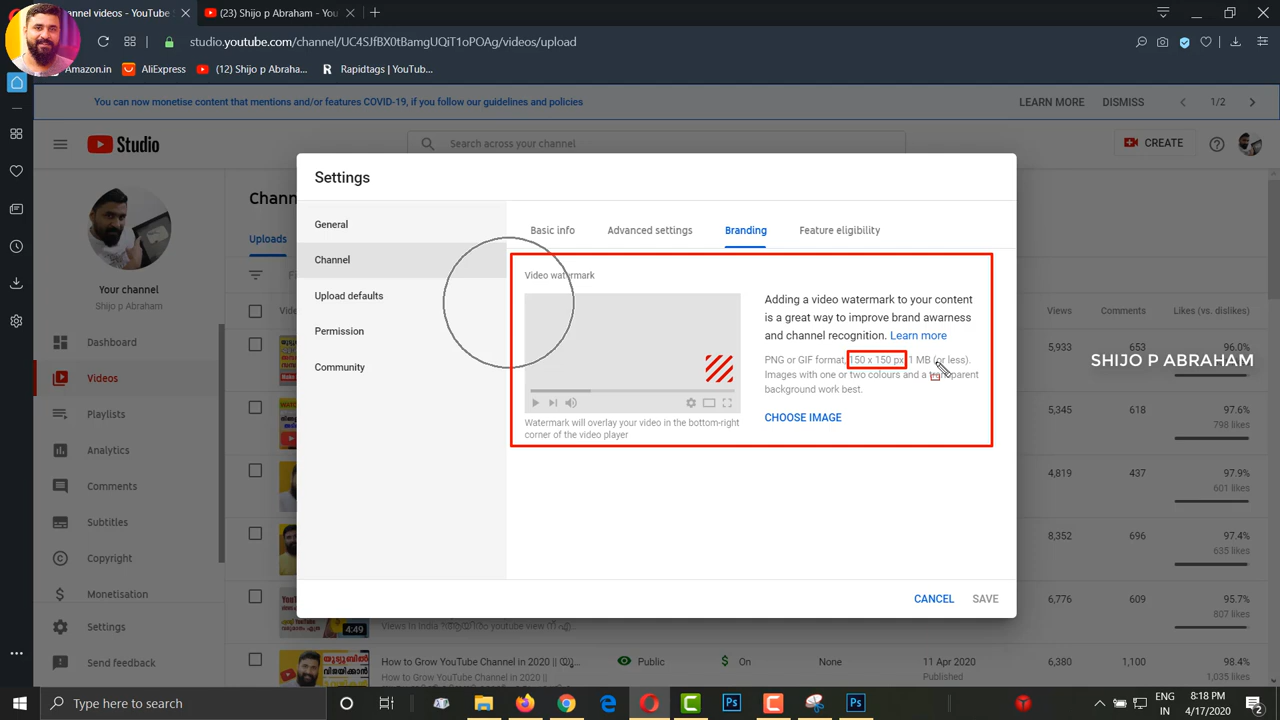 (23) Shijo p Abraham - You
studio.youtube.com/channel/UC4SJfBX0tBamgUQiT1oPOAg/videos/upload
Amazon.in
AliExpress
(12) Shijo p Abraha...
Rapidtags | YouTub...
You can now monetise content that mentions and/or features COVID-19, if you follow our guidelines and policies
LEARN MORE
DISMISS
1/2
Studio
Search across your channel
CREATE
Your channel
Shijo p Abraham
Dashboard
Videos
Playlists
Analytics
Comments
Subtitles
Copyright
Monetisation
Settings
Send feedback
Chann
Uploads
Settings
General
Channel
Upload defaults
Permission
Community
Basic info
Advanced settings
Branding
Feature eligibility
Video watermark
Watermark will overlay your video in the bottom-right
corner of the video player
Adding a video watermark to your content
is a great way to improve brand awarness
and channel recognition. Learn more
PNG or GIF format, 150 x 150 px, 1 MB (or less).
Images with one or two colours and a transparent
background work best.
CHOOSE IMAGE
CANCEL
SAVE
Views
Comments
Likes (vs. dislikes)
5,933
653
96.0%
SHIJO P ABRAHAM
5,345
618
97.6%
798 likes
4,819
437
97.9%
601 likes
8,352
696
97.4%
635 likes
6,776
609
95.7%
807 likes
4:49
How to Grow YouTube Channel in 2020 ||
How to Grow YouTube Channel in 2020 ||
Public
On
None
11 Apr 2020
Published
6,380
1,100
98.4%
Type here to search
ENG
IN
8:18 PM
4/17/2020
2